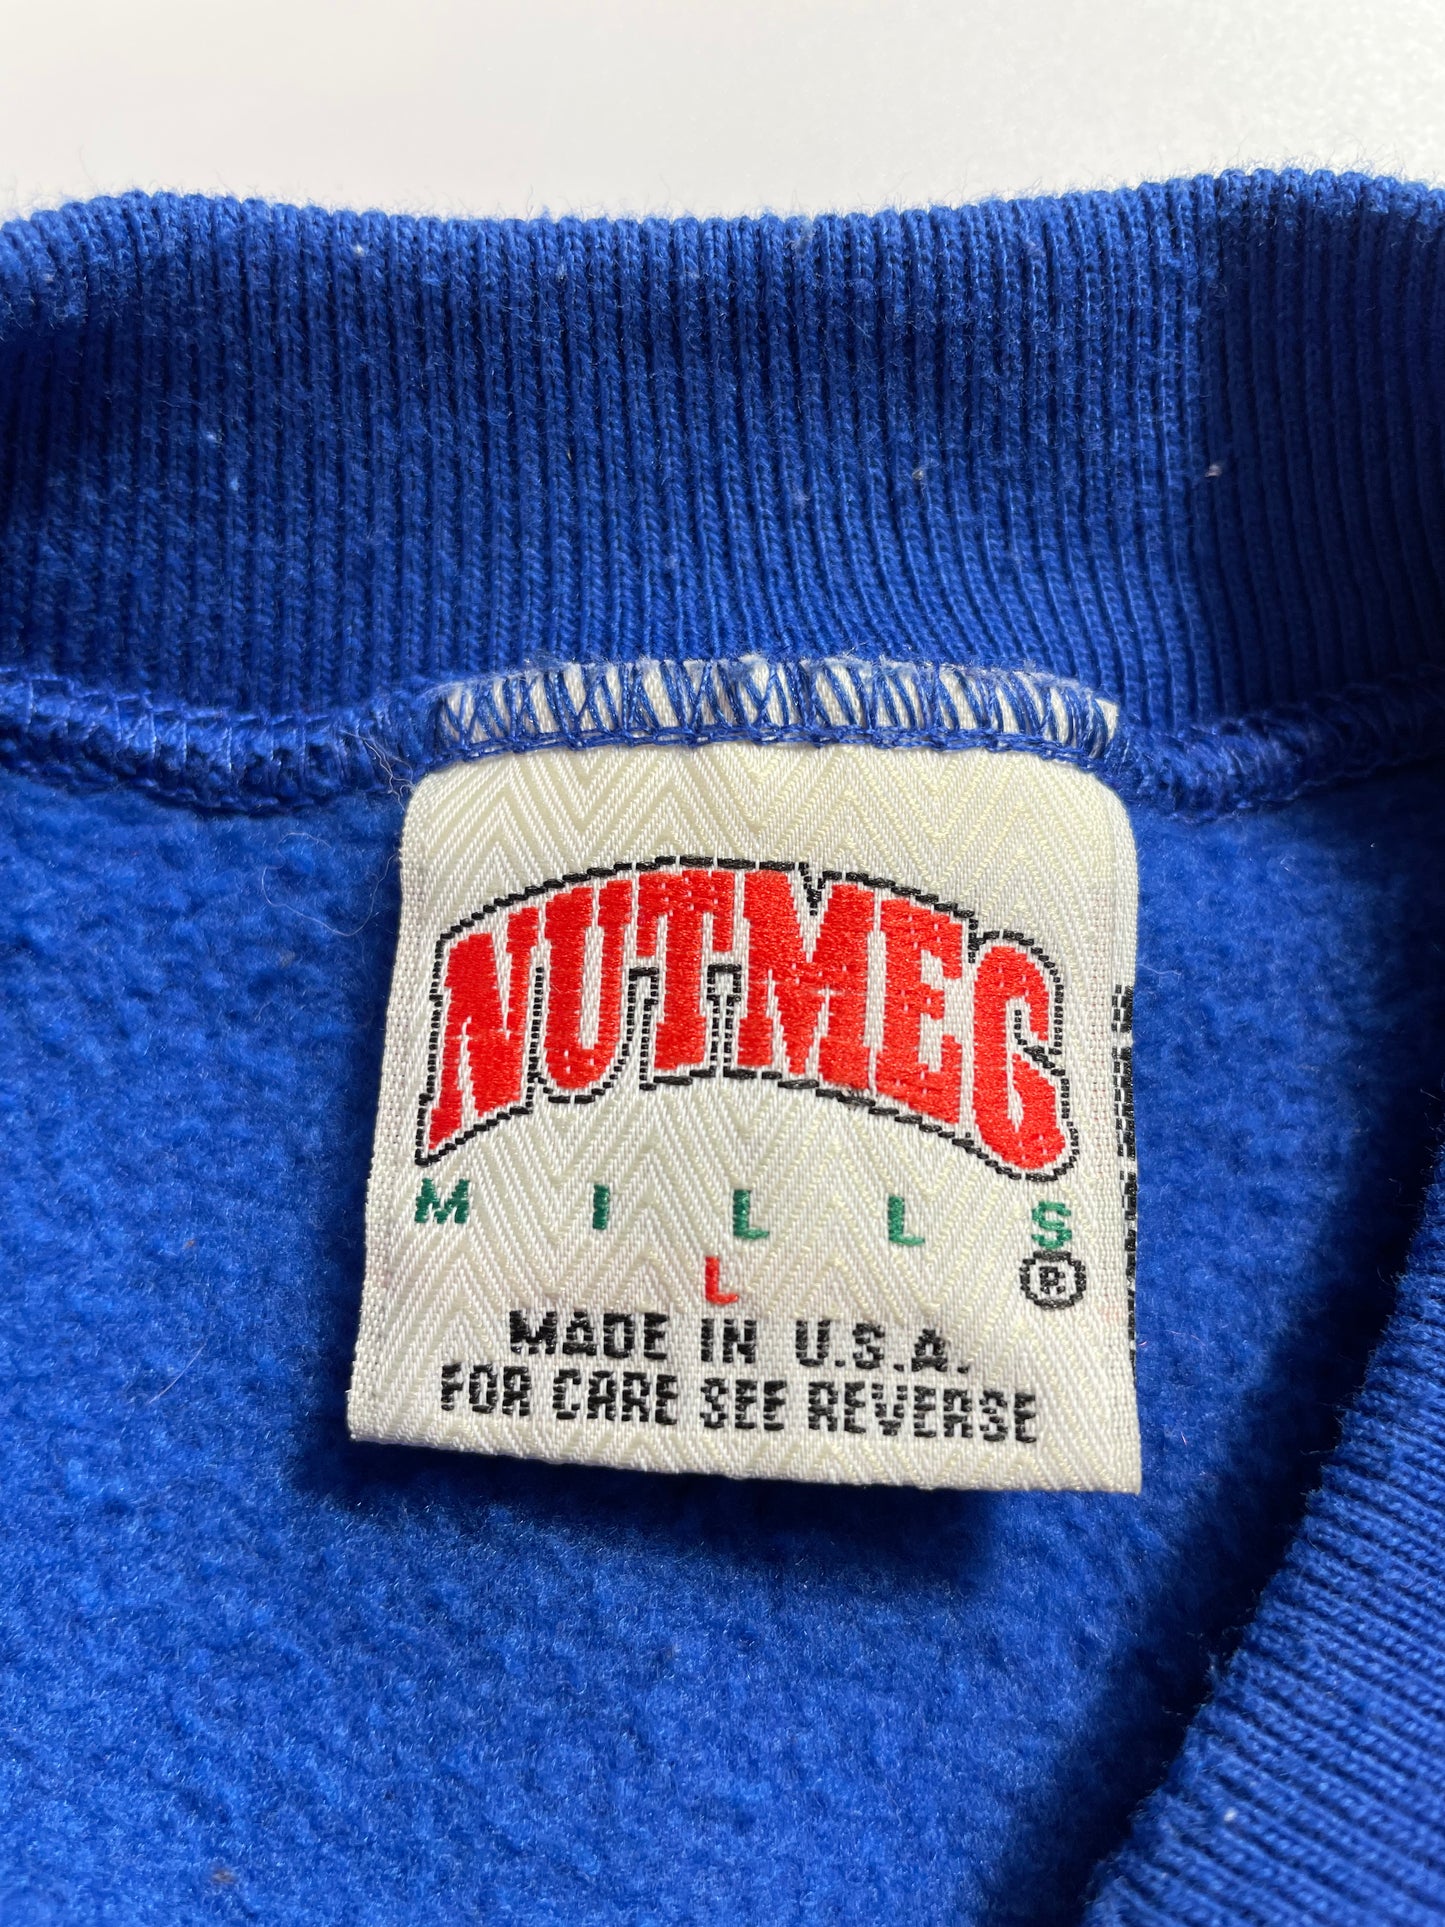 NUTMEG
MILLS
®
L
MADE IN U.S.A.
FOR CARE SEE REVERSE